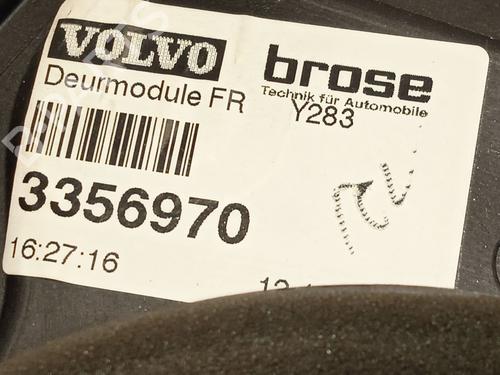 VOLVO
brose
Technik für Automobile
Deurmodule FR
Y283
3356970
16:27:16